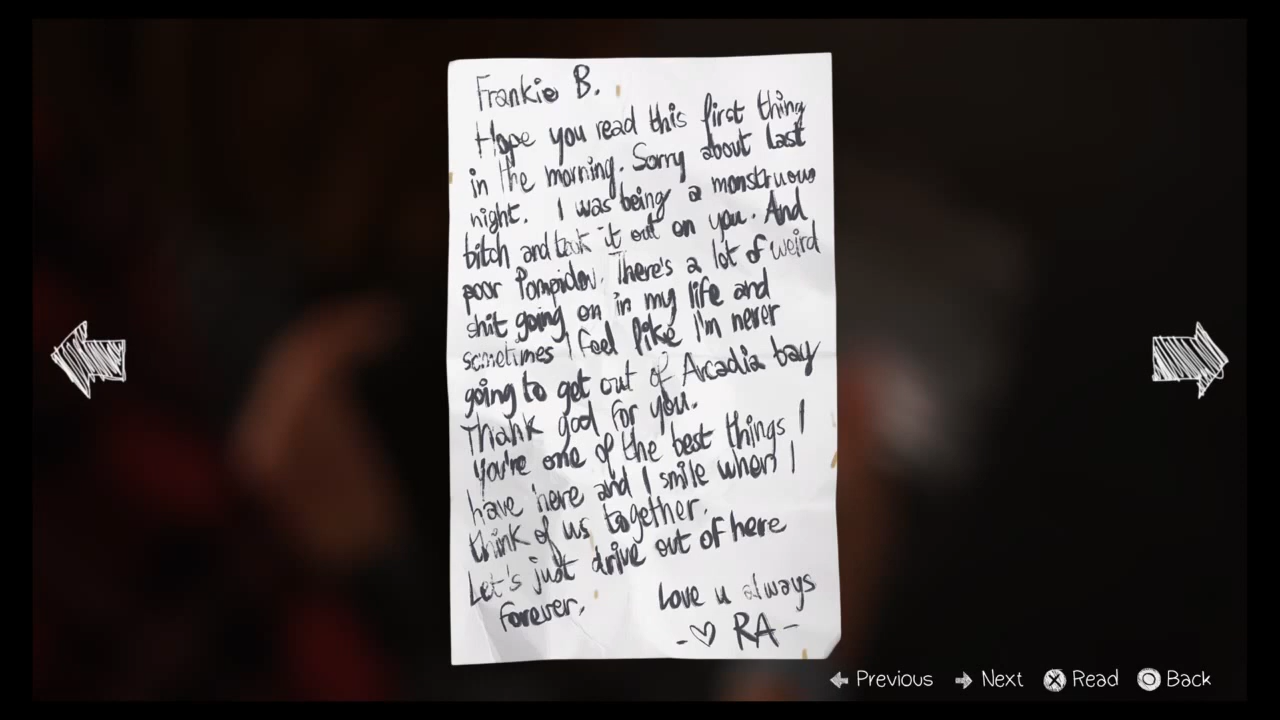 Frankie B.
Hope you read this first thing
in the morning. Sorry about last
night. I was being a monstruous
bitch and took it out on you. And
poor Pompidou. There's a lot of weird
shit going on in my life and
sometimes I feel like I'm never
going to get out of Arcadia bay
Thank god for you.
You're one of the best things I
have here and I smile when I
think of us together.
Let's just drive out of here
forever.
Love u always
-♡ RA-
Previous Next Read Back